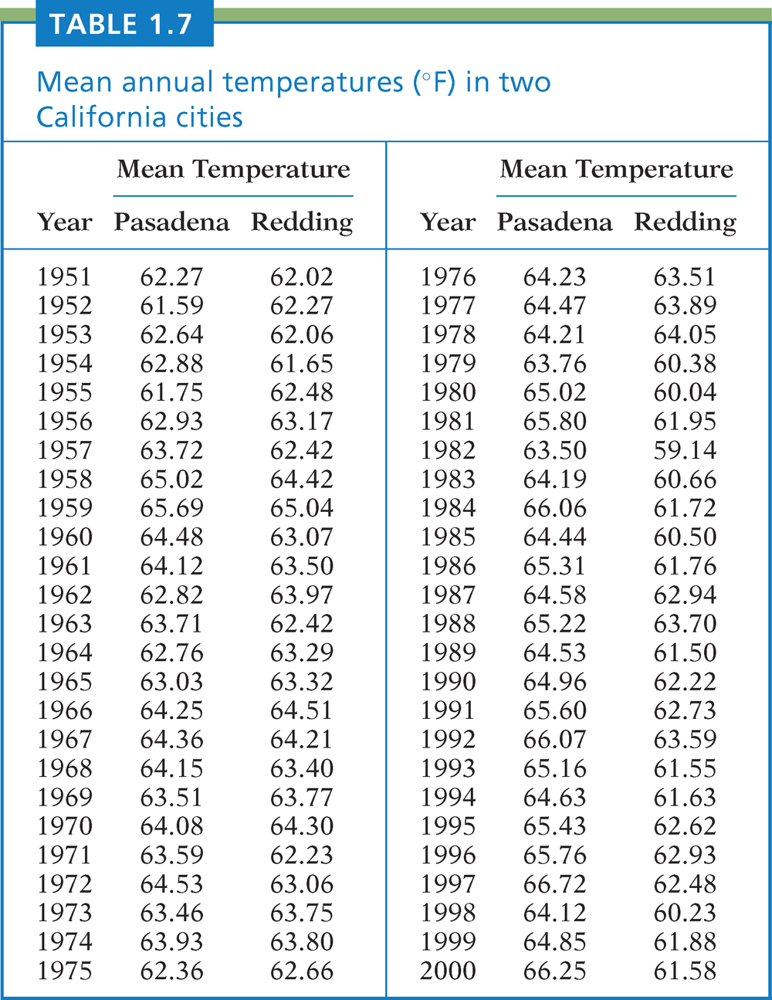 TABLE 1.7
Mean annual temperatures (°F) in two
California cities
Mean Temperature Mean Temperature
Year Pasadena Redding Year Pasadena Redding
1951 62.27 62.02 1976 64.23 63.51
1952 61.59 62.27 1977 64.47 63.89
1953 62.64 62.06 1978 64.21 64.05
1954 62.88 61.65 1979 63.76 60.38
1955 61.75 62.48 1980 65.02 60.04
1956 62.93 63.17 1981 65.80 61.95
1957 63.72 62.42 1982 63.50 59.14
1958 65.02 64.42 1983 64.19 60.66
1959 65.69 65.04 1984 66.06 61.72
1960 64.48 63.07 1985 64.44 60.50
1961 64.12 63.50 1986 65.31 61.76
1962 62.82 63.97 1987 64.58 62.94
1963 63.71 62.42 1988 65.22 63.70
1964 62.76 63.29 1989 64.53 61.50
1965 63.03 63.32 1990 64.96 62.22
1966 64.25 64.51 1991 65.60 62.73
1967 64.36 64.21 1992 66.07 63.59
1968 64.15 63.40 1993 65.16 61.55
1969 63.51 63.77 1994 64.63 61.63
1970 64.08 64.30 1995 65.43 62.62
1971 63.59 62.23 1996 65.76 62.93
1972 64.53 63.06 1997 66.72 62.48
1973 63.46 63.75 1998 64.12 60.23
1974 63.93 63.80 1999 64.85 61.88
1975 62.36 62.66 2000 66.25 61.58